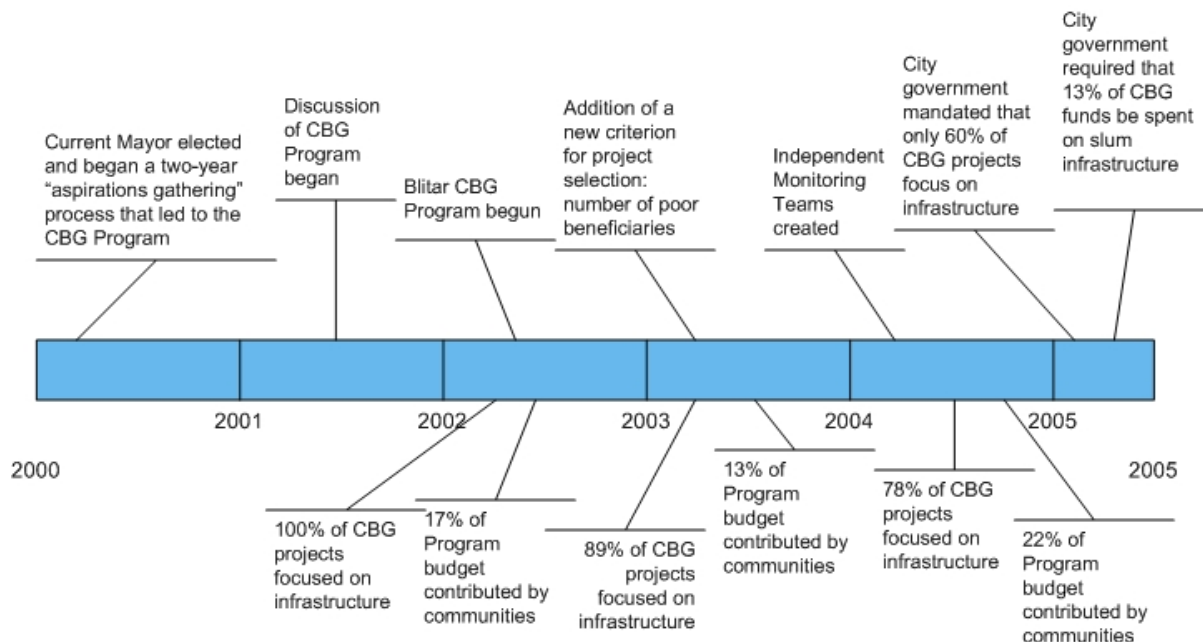 Current Mayor elected
and began a two-year
“aspirations gathering”
process that led to the
CBG Program
Discussion
of CBG
Program
began
Blitar CBG
Program begun
Addition of a
new criterion
for project
selection:
number of poor
beneficiaries
Independent
Monitoring
Teams
created
City
government
mandated that
only 60% of
CBG projects
focus on
infrastructure
City
government
required that
13% of CBG
funds be spent
on slum
infrastructure
2001
2002
2003
2004
2005
2000
2005
100% of CBG
projects
focused on
infrastructure
17% of
Program
budget
contributed by
communities
89% of CBG
projects
focused on
infrastructure
13% of
Program
budget
contributed by
communities
78% of CBG
projects
focused on
infrastructure
22% of
Program
budget
contributed by
communities